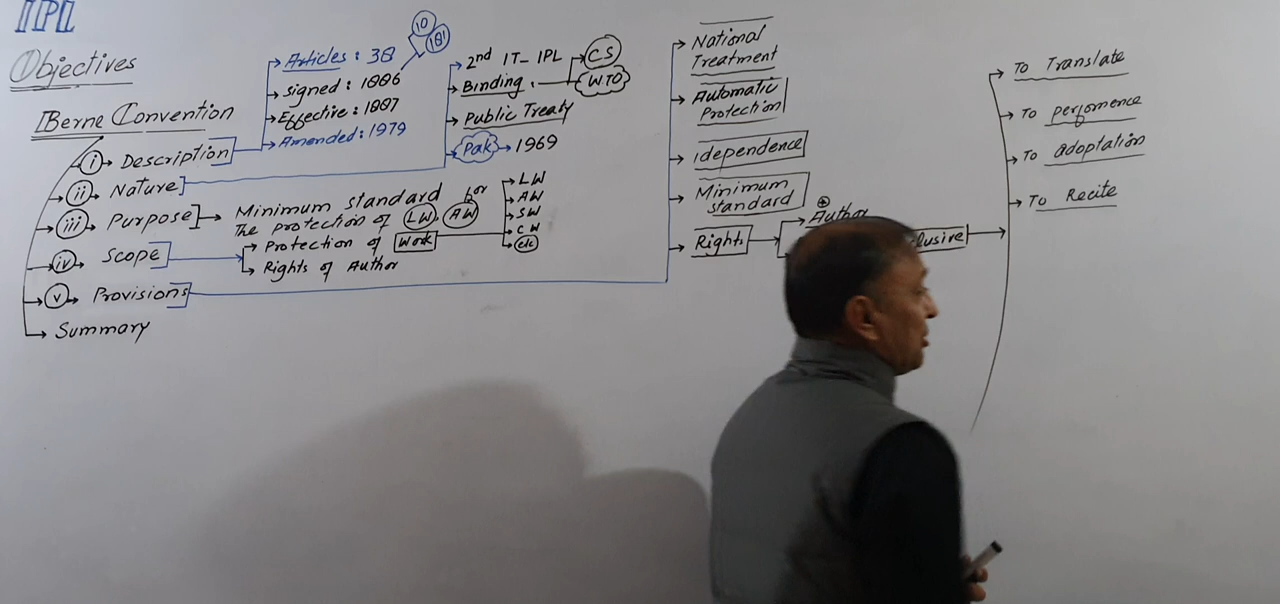 IPL
Objectives
Berne Convention
i Description
Articles: 38
10
181
Signed: 1886
Effective: 1887
Amended: 1979
ii Nature
2nd IT- IPL
Binding.
CS
WTO
Public Treaty
Pak → 1969
iii Purpose
Minimum standard for
The protection of LW, AW
iv Scope
Protection of Work
LW
AW
SW
CW
etc
Rights of Author
v Provisions
National
Treatment
Automatic
Protection
Idependence
Minimum
standard
Rights
Author
lusive
To Translate
To perfomence
To adoptation
To Recite
Summary